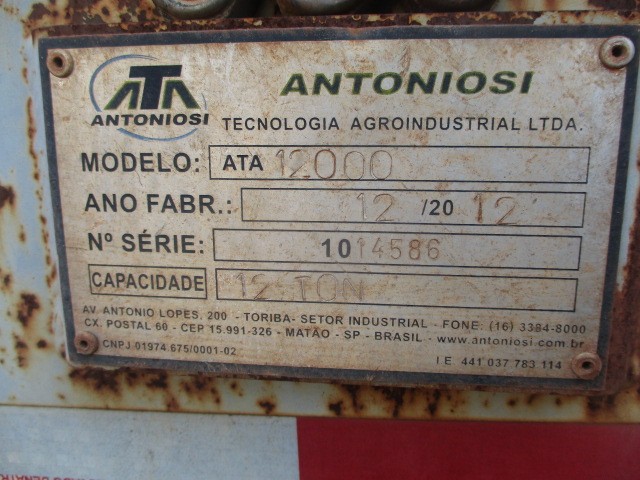 ATA
ANTONIOSI
ANTONIOSI
TECNOLOGIA AGROINDUSTRIAL LTDA.
MODELO: ATA 12000
ANO FABR.: 12 /20 12
Nº SÉRIE: 1014586
CAPACIDADE 12 TON
AV. ANTONIO LOPES, 200 - TORIBA- SETOR INDUSTRIAL - FONE: (16) 3384-8000
CX. POSTAL 60 - CEP 15.991-326 - MATÃO - SP - BRASIL - www.antoniosi.com.br
CNPJ 01974.675/0001-02
I E 441 037 783 114